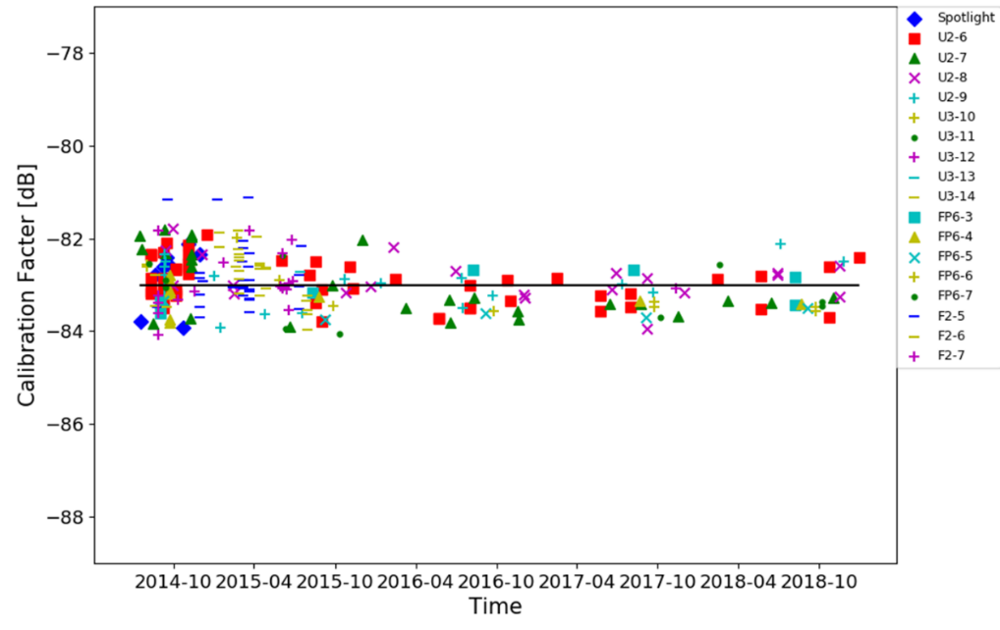 −78
−80
−82
−84
−86
−88
Calibration Facter [dB]
2014-10 2015-04 2015-10 2016-04 2016-10 2017-04 2017-10 2018-04 2018-10
Time
Spotlight
U2-6
U2-7
U2-8
U2-9
U3-10
U3-11
U3-12
U3-13
U3-14
FP6-3
FP6-4
FP6-5
FP6-6
FP6-7
F2-5
F2-6
F2-7